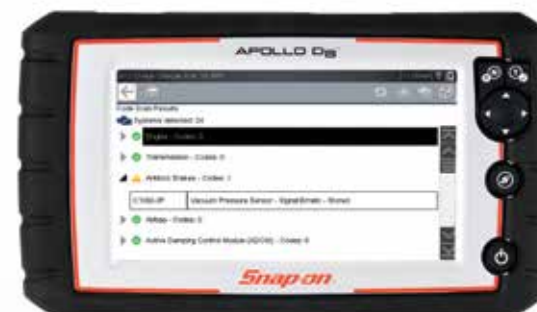 APOLLO D8
Code Scan Results
Systems detected: 24
Engine - Codes: 0
Transmission - Codes: 0
Antilock Brakes - Codes: 1
Vacuum Pressure Sensor - Signal Erratic - Stored
Airbag - Codes: 0
Active Damping Control Module (ADCM) - Codes: 0
Snap-on